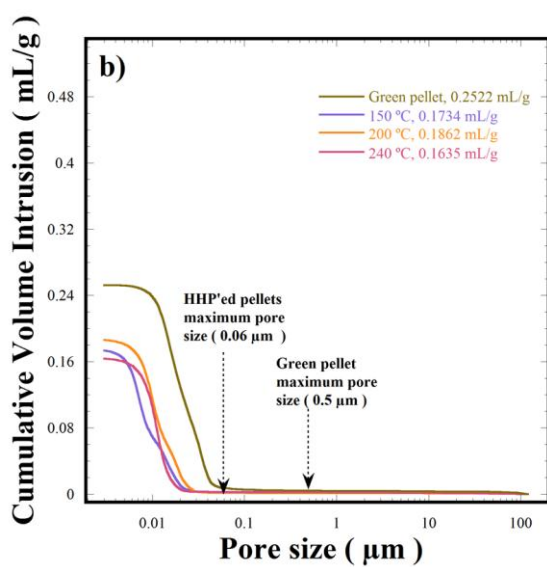 b)
Green pellet, 0.2522 mL/g
150 ºC, 0.1734 mL/g
200 ºC, 0.1862 mL/g
240 ºC, 0.1635 mL/g
Cumulative Volume Intrusion ( mL/g )
0.48
0.4
0.32
0.24
0.16
0.08
0
HHP'ed pellets
maximum pore
size ( 0.06 µm )
Green pellet
maximum pore
size ( 0.5 µm )
0.01 0.1 1 10 100
Pore size ( µm )